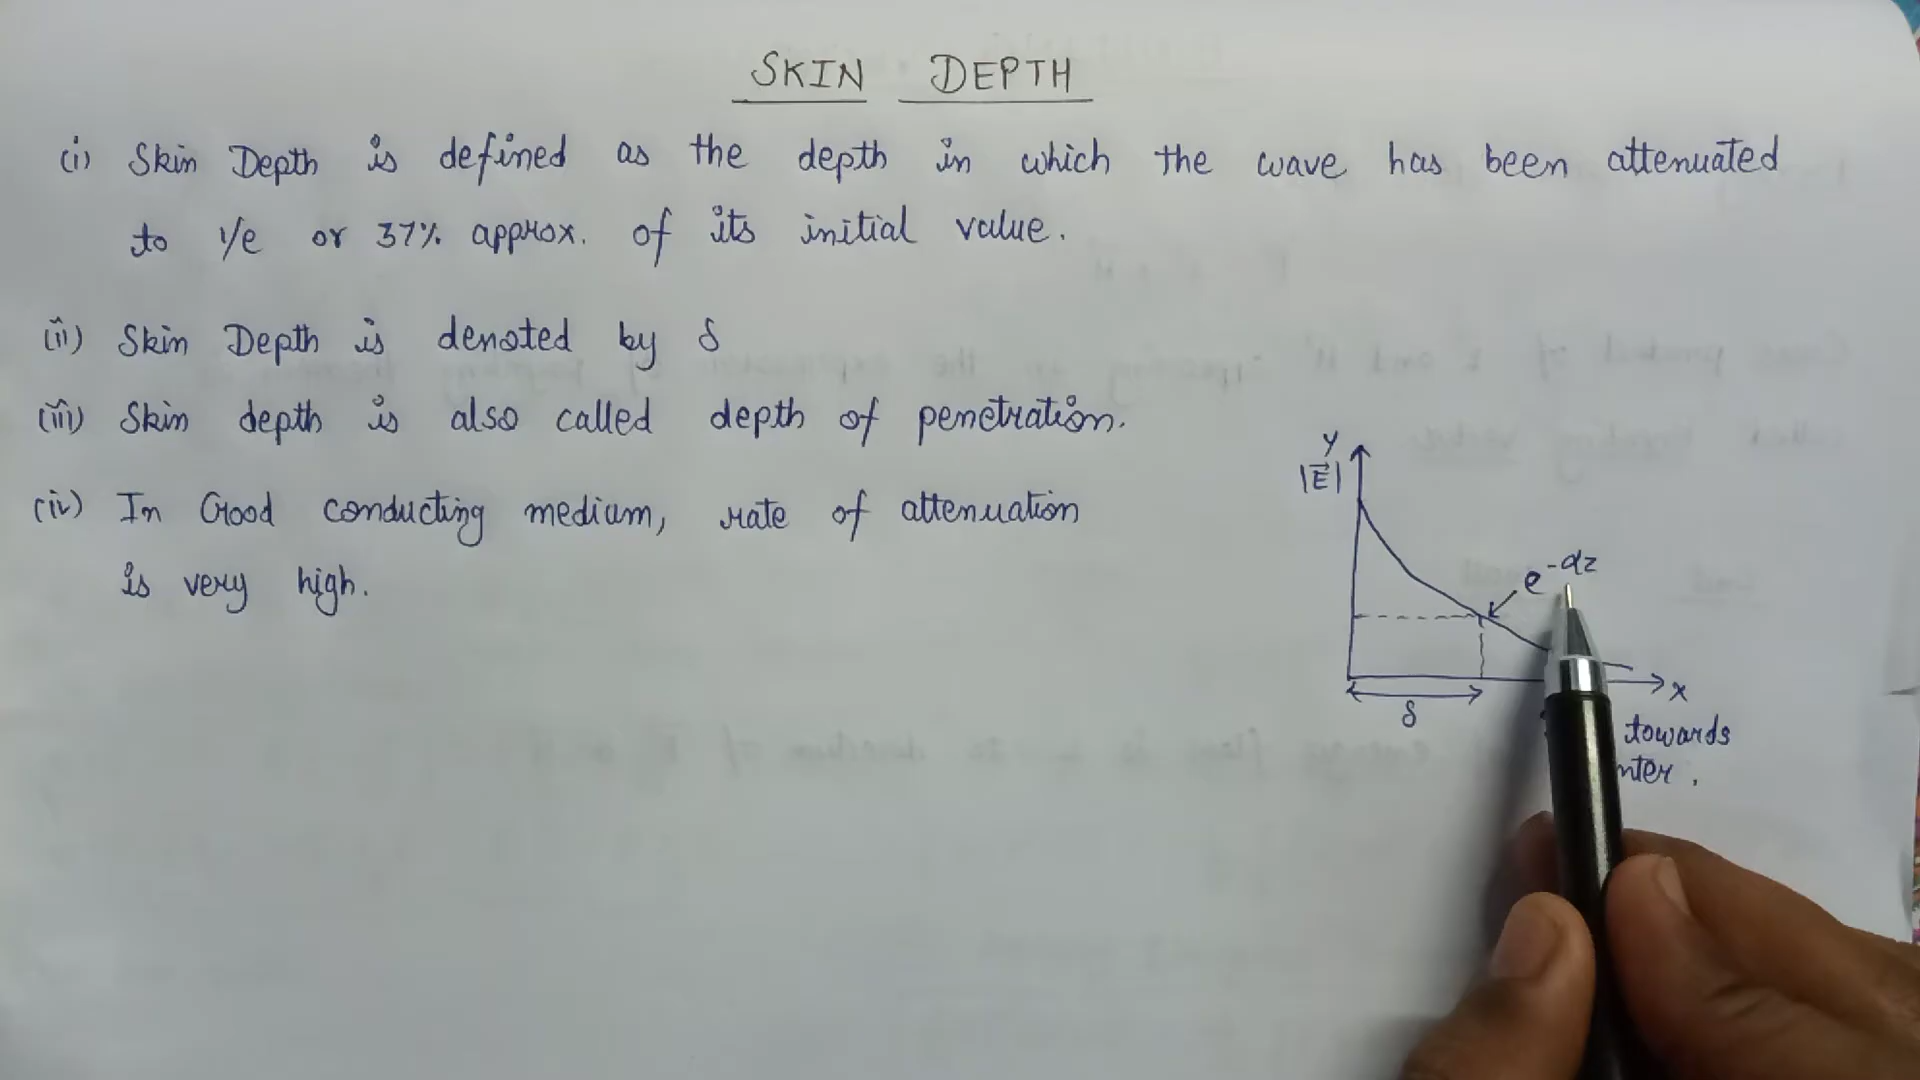 SKIN DEPTH
(i) Skin Depth is defined as the depth in which the wave has been attenuated
to 1/e or 37% approx. of its initial value.
(ii) Skin Depth is denoted by δ
(iii) Skin depth is also called depth of penetration.
(iv) In Good conducting medium, rate of attenuation
is very high.
y
|E⃗|
e^-αz
x
δ
towards